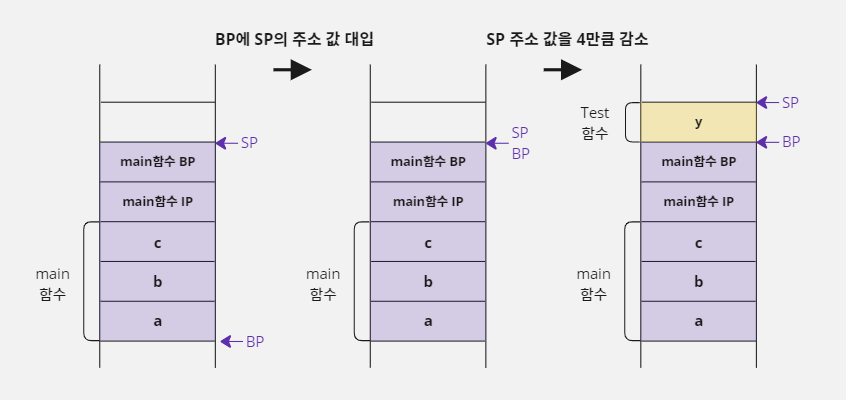 BP에 SP의 주소 값 대입
SP 주소 값을 4만큼 감소
SP
main함수 BP
main함수 IP
c
b
a
main
함수
BP
SP
BP
main함수 BP
main함수 IP
c
b
a
main
함수
Test
함수
y
SP
BP
main함수 BP
main함수 IP
c
b
a
main
함수